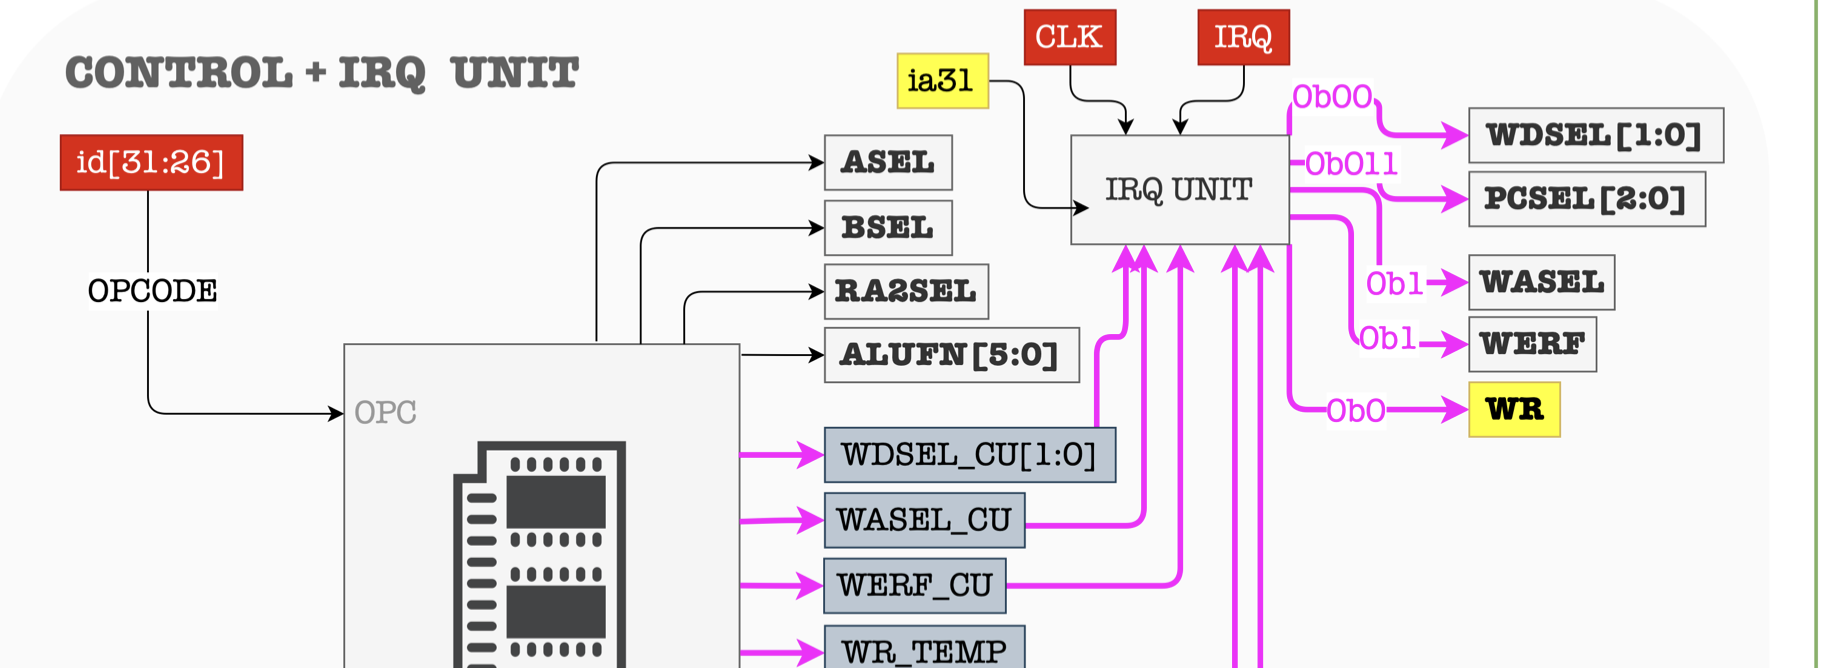 CONTROL + IRQ UNIT
CLK
IRQ
ia31
0b00
WDSEL[1:0]
id[31:26]
ASEL
IRQ UNIT
0b011
PCSEL[2:0]
BSEL
OPCODE
RA2SEL
0b1
WASEL
ALUFN[5:0]
0b1
WERF
OPC
0b0
WR
WDSEL_CU[1:0]
WASEL_CU
WERF_CU
WR_TEMP